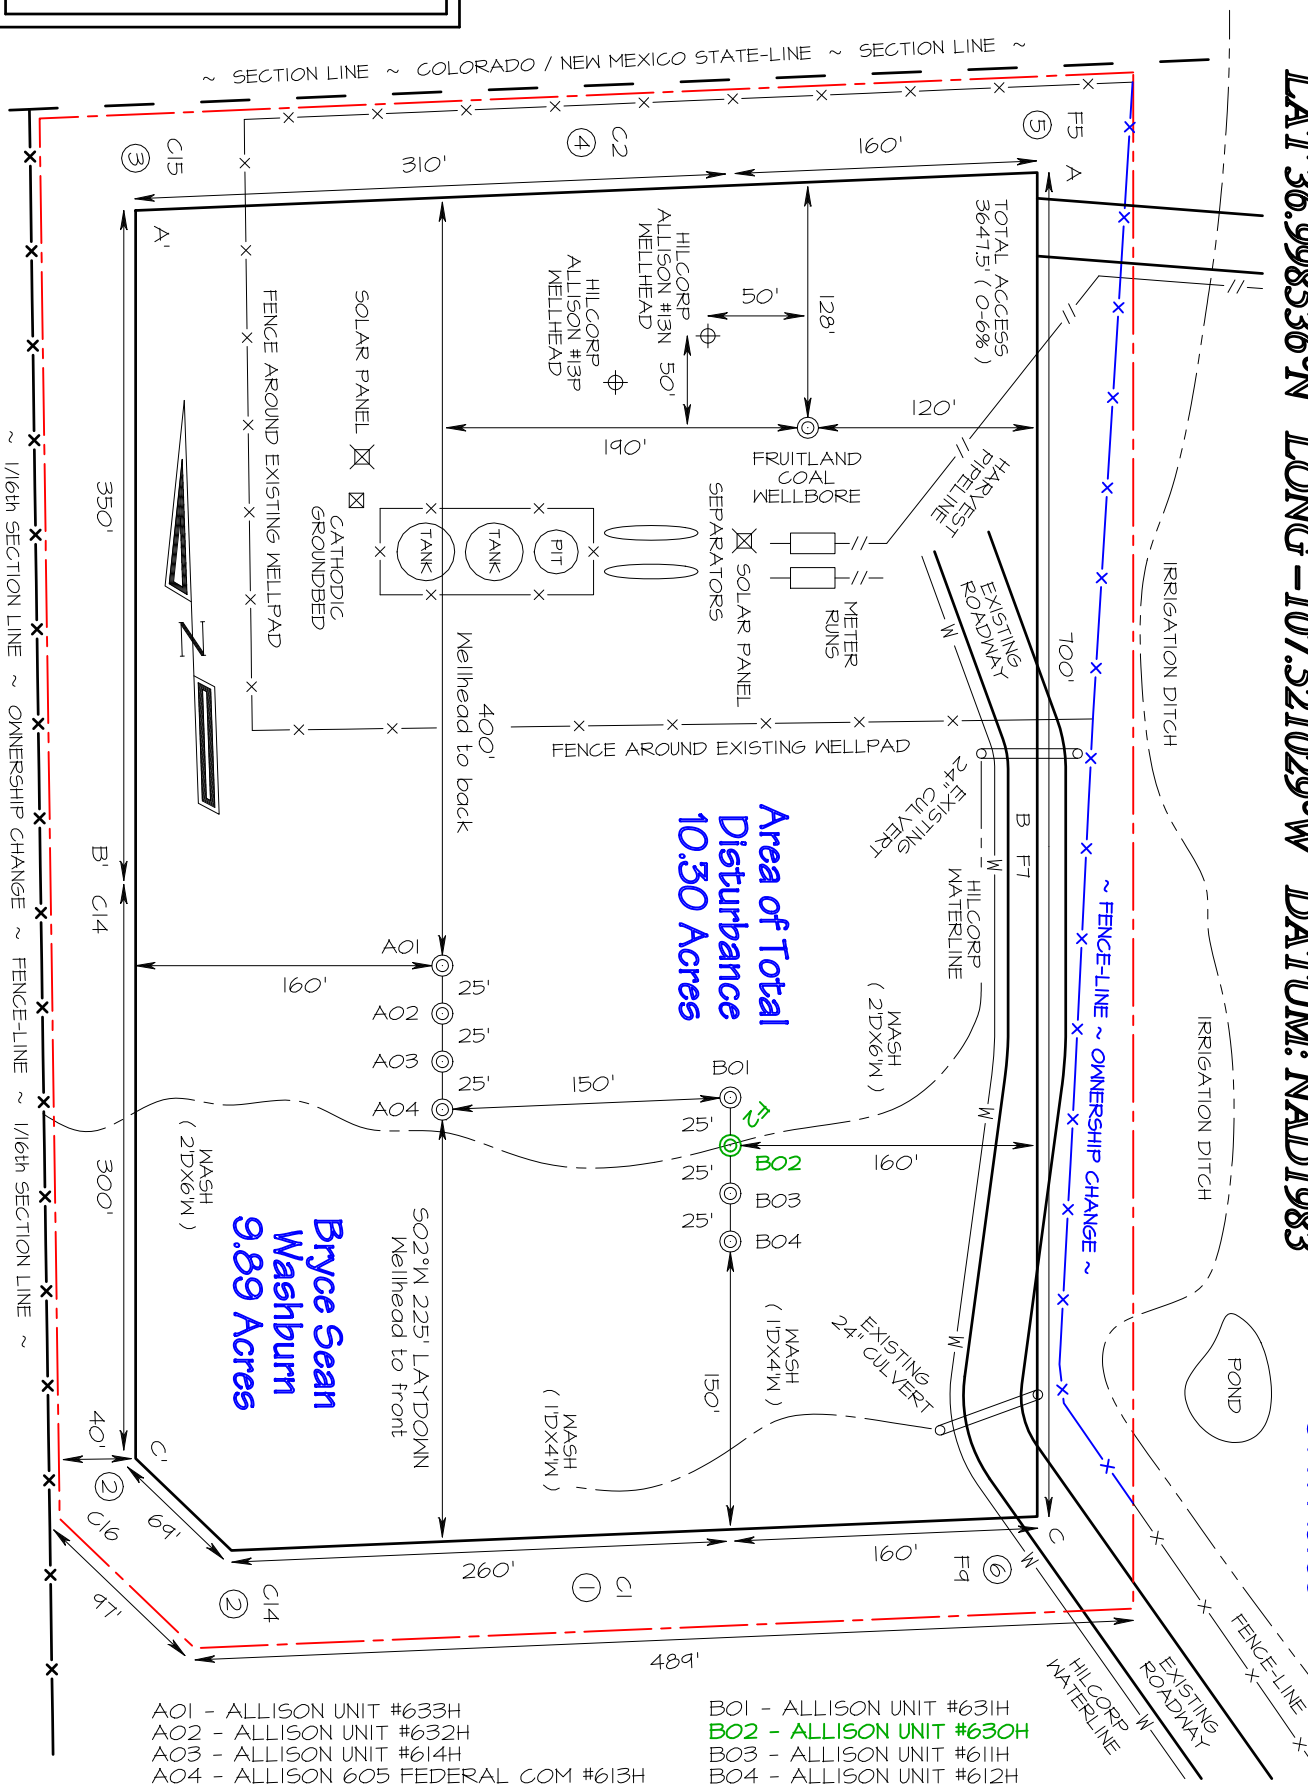 LAT 36.998536°N LONG -107.521029°W DATUM: NAD1983
~ SECTION LINE ~ COLORADO / NEW MEXICO STATE-LINE ~ SECTION LINE ~
C15
3
310'
4
C2
160'
5
F5
A
A'
TOTAL ACCESS
3647.5' ( 0-6% )
HILCORP
ALLISON #13N
WELLHEAD
HILCORP
ALLISON #13P
WELLHEAD
50'
128'
50'
120'
190'
FRUITLAND
COAL
WELLBORE
HARVEST
PIPELINE
SOLAR PANEL
FENCE AROUND EXISTING WELLPAD
CATHODIC
GROUNDBED
TANK
TANK
PIT
SEPARATORS
SOLAR PANEL
METER
RUNS
EXISTING
ROADWAY
W
W
700'
IRRIGATION DITCH
350'
N
400'
Wellhead to back
FENCE AROUND EXISTING WELLPAD
EXISTING
24" CULVERT
B
F7
HILCORP
WATERLINE
Area of Total
Disturbance
10.30 Acres
~ FENCE-LINE ~ OWNERSHIP CHANGE ~
IRRIGATION DITCH
B'
C14
~ 1/16th SECTION LINE ~ OWNERSHIP CHANGE ~ FENCE-LINE ~ 1/16th SECTION LINE ~
160'
A01
25'
A02
25'
A03
25'
A04
150'
B01
F2
25'
B02
25'
B03
25'
B04
160'
WASH
( 2'DX6'W )
WASH
( 2'DX6'W )
300'
Bryce Sean
Washburn
9.89 Acres
S02°W 225' LAYDOWN
Wellhead to front
WASH
( 1'DX4'W )
WASH
( 1'DX4'W )
150'
EXISTING
24" CULVERT
POND
C'
40'
2
C16
69'
97'
C14
2
260'
1
C1
160'
F9
6
C
489'
W
W
W
W
W
HILCORP
WATERLINE
EXISTING
ROADWAY
FENCE-LINE
A01 - ALLISON UNIT #633H
A02 - ALLISON UNIT #632H
A03 - ALLISON UNIT #614H
A04 - ALLISON 605 FEDERAL COM #613H
B01 - ALLISON UNIT #631H
B02 - ALLISON UNIT #630H
B03 - ALLISON UNIT #611H
B04 - ALLISON UNIT #612H